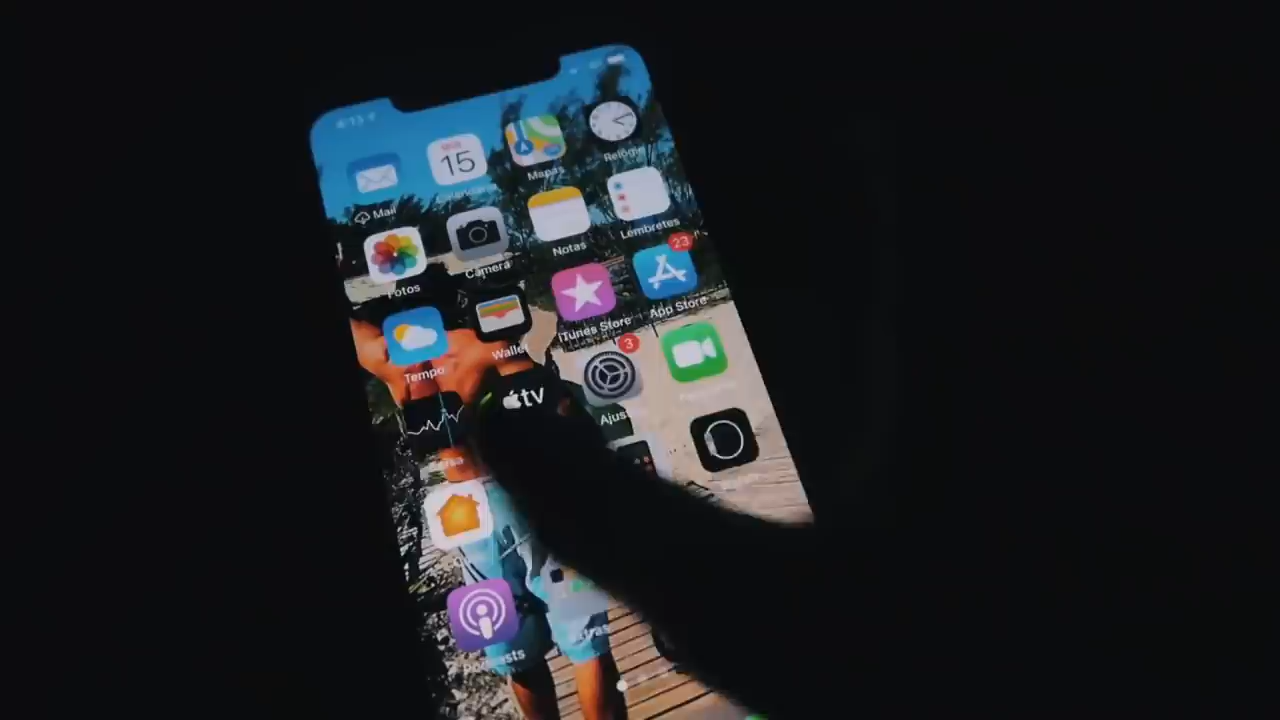 15
Mail
Mapas
Relógio
Fotos
Câmera
Notas
Lembretes
23
Tempo
Wallet
iTunes Store
App Store
3
tv
Ajus
Podcasts